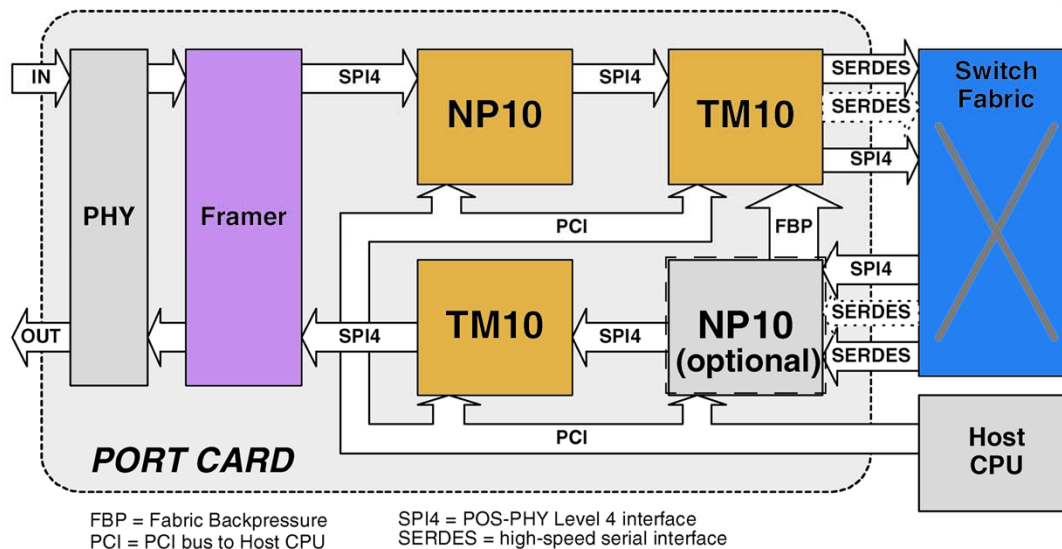 IN
PHY
Framer
SPI4
NP10
SPI4
TM10
SERDES
SERDES
SPI4
Switch
Fabric
PCI
FBP
SPI4
SERDES
SERDES
OUT
SPI4
TM10
SPI4
NP10
(optional)
PCI
Host
CPU
PORT CARD
FBP = Fabric Backpressure
PCI = PCI bus to Host CPU
SPI4 = POS-PHY Level 4 interface
SERDES = high-speed serial interface